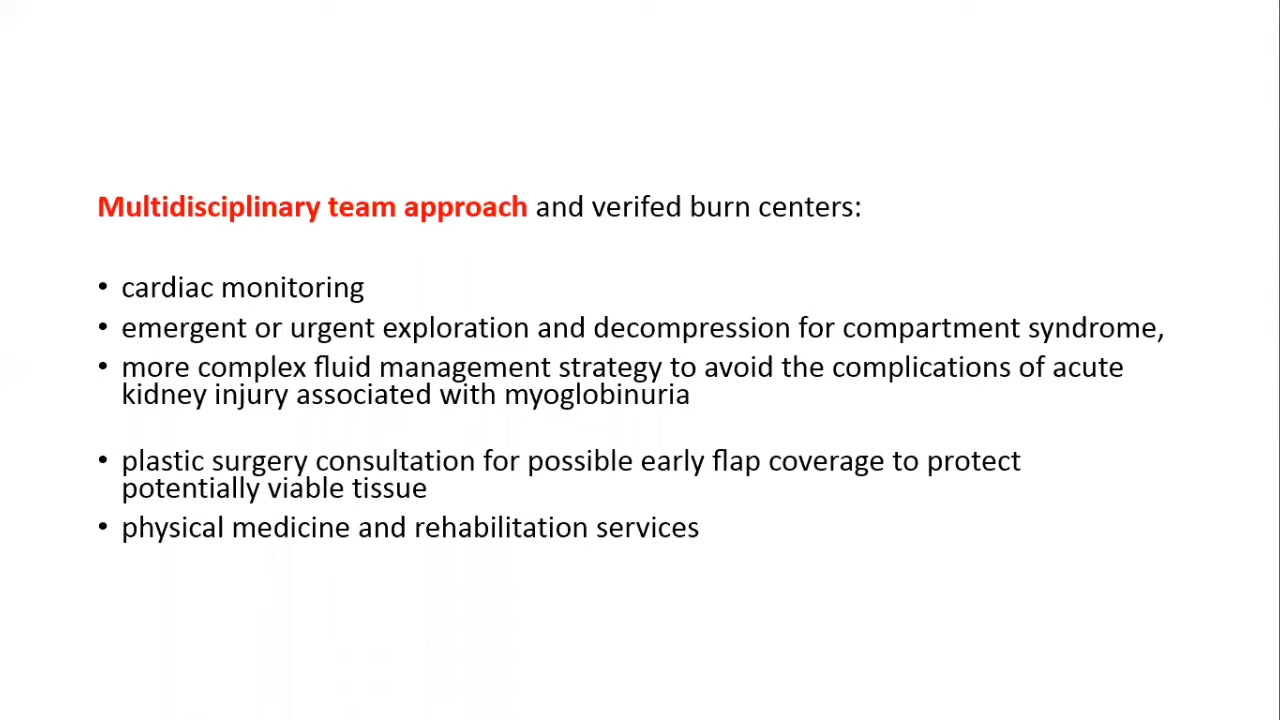 Multidisciplinary team approach and verifed burn centers:
• cardiac monitoring
• emergent or urgent exploration and decompression for compartment syndrome,
• more complex fluid management strategy to avoid the complications of acute
kidney injury associated with myoglobinuria
• plastic surgery consultation for possible early flap coverage to protect
potentially viable tissue
• physical medicine and rehabilitation services